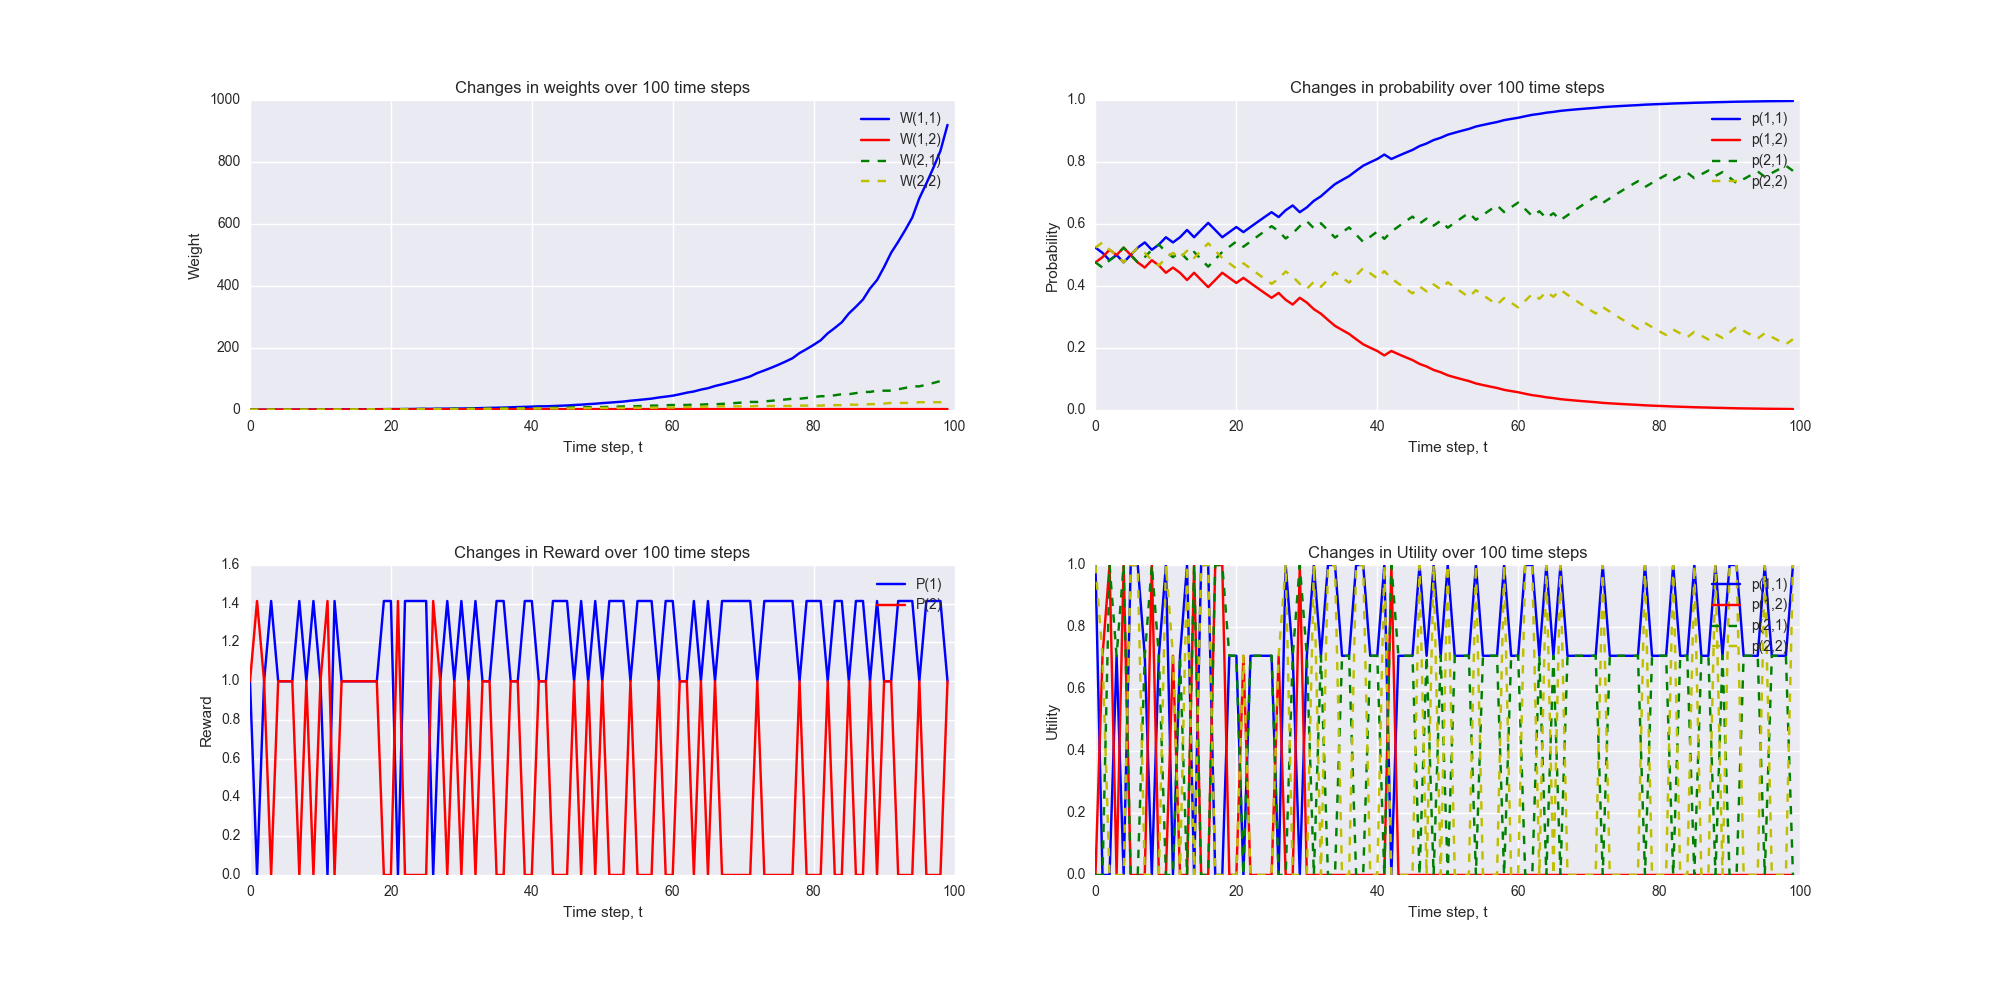 Changes in weights over 100 time steps
1000
800
600
400
200
0
Weight
0 20 40 60 80 100
Time step, t
W(1,1)
W(1,2)
W(2,1)
W(2,2)
Changes in probability over 100 time steps
1.0
0.8
0.6
0.4
0.2
0.0
Probability
0 20 40 60 80 100
Time step, t
p(1,1)
p(1,2)
p(2,1)
p(2,2)
Changes in Reward over 100 time steps
1.6
1.4
1.2
1.0
0.8
0.6
0.4
0.2
0.0
Reward
0 20 40 60 80 100
Time step, t
P(1)
P(2)
Changes in Utility over 100 time steps
1.0
0.8
0.6
0.4
0.2
0.0
Utility
0 20 40 60 80 100
Time step, t
p(1,1)
p(1,2)
p(2,1)
p(2,2)